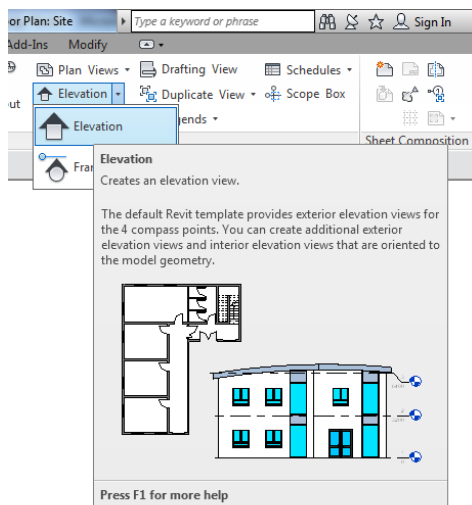 or Plan: Site Type a keyword or phrase Sign In
Add-Ins Modify
Plan Views Drafting View Schedules
out Elevation Duplicate View Scope Box
Elevation gends
Sheet Composition
Fra
Elevation
Creates an elevation view.
The default Revit template provides exterior elevation views for
the 4 compass points. You can create additional exterior
elevation views and interior elevation views that are oriented to
the model geometry.
Press F1 for more help